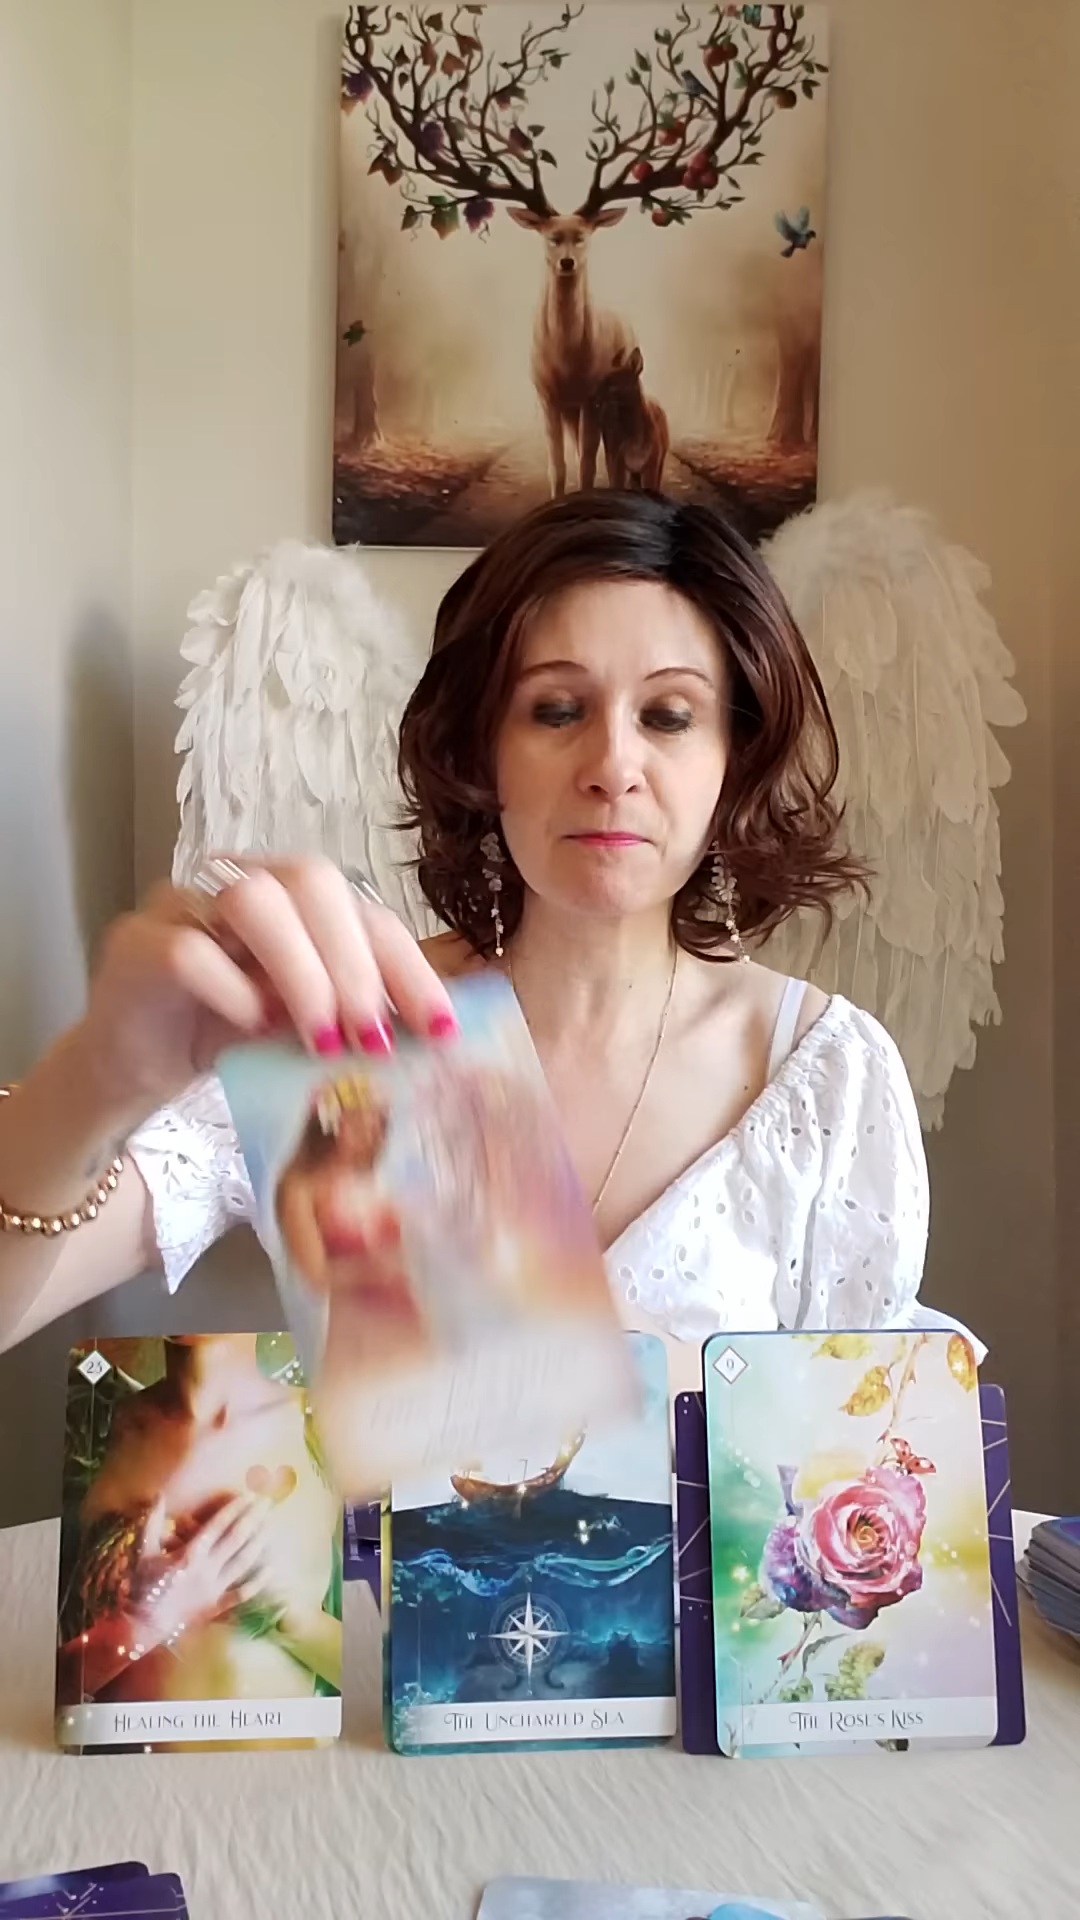 23
9
W
Healing the Heart
The Uncharted Sea
The Rose's Kiss